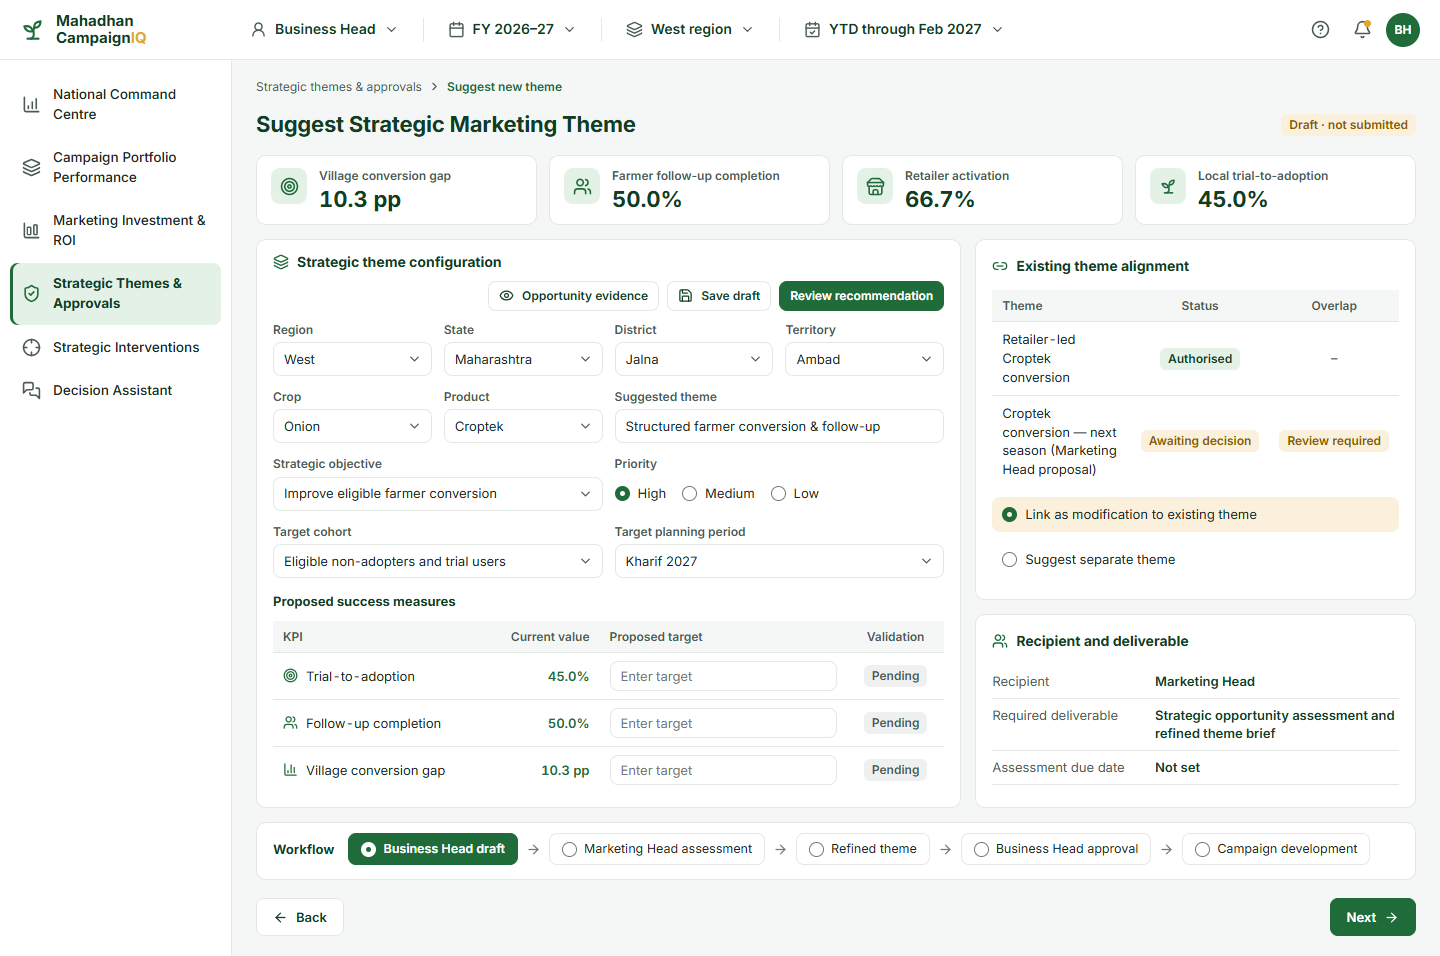 Mahadhan
CampaignIQ
Business Head
FY 2026–27
West region
YTD through Feb 2027
BH
National Command
Centre
Campaign Portfolio
Performance
Marketing Investment &
ROI
Strategic Themes &
Approvals
Strategic Interventions
Decision Assistant
Strategic themes & approvals > Suggest new theme
Suggest Strategic Marketing Theme
Draft · not submitted
Village conversion gap
10.3 pp
Farmer follow-up completion
50.0%
Retailer activation
66.7%
Local trial-to-adoption
45.0%
Strategic theme configuration
Opportunity evidence
Save draft
Review recommendation
Region
West
State
Maharashtra
District
Jalna
Territory
Ambad
Crop
Onion
Product
Croptek
Suggested theme
Structured farmer conversion & follow-up
Strategic objective
Improve eligible farmer conversion
Priority
High
Medium
Low
Target cohort
Eligible non-adopters and trial users
Target planning period
Kharif 2027
Proposed success measures
KPI Current value Proposed target Validation
Trial-to-adoption 45.0% Enter target Pending
Follow-up completion 50.0% Enter target Pending
Village conversion gap 10.3 pp Enter target Pending
Existing theme alignment
Theme Status Overlap
Retailer-led
Croptek
conversion
Authorised
–
Croptek
conversion — next
season (Marketing
Head proposal)
Awaiting decision
Review required
Link as modification to existing theme
Suggest separate theme
Recipient and deliverable
Recipient Marketing Head
Required deliverable Strategic opportunity assessment and
refined theme brief
Assessment due date Not set
Workflow
Business Head draft
Marketing Head assessment
Refined theme
Business Head approval
Campaign development
Back
Next